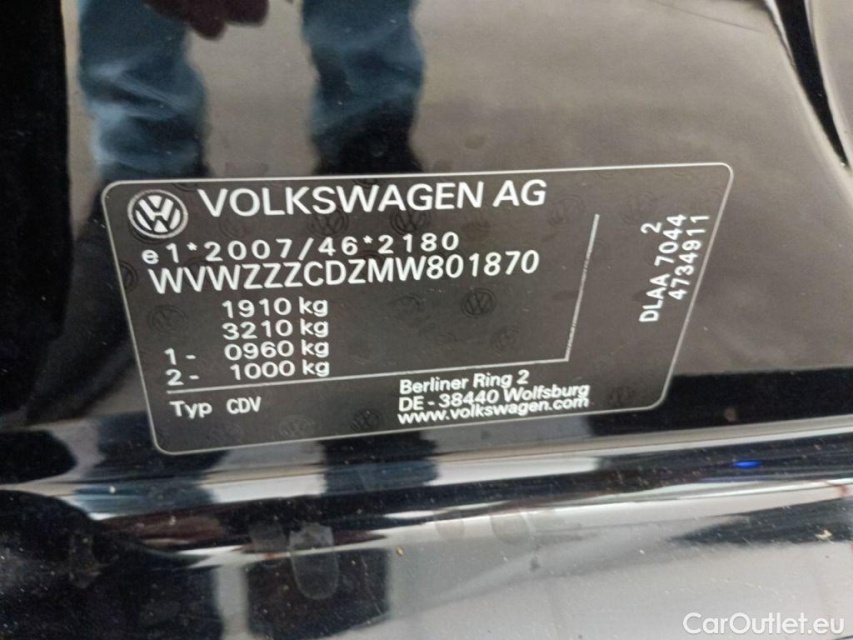 VOLKSWAGEN AG
e1*2007/46*2180
WVWZZZCDZMW801870
1910 kg
3210 kg
1- 0960 kg
2- 1000 kg
Typ CDV
Berliner Ring 2
DE-38440 Wolfsburg
www.volkswagen.com
2
DLAA 7044
4734911
CarOutlet.eu